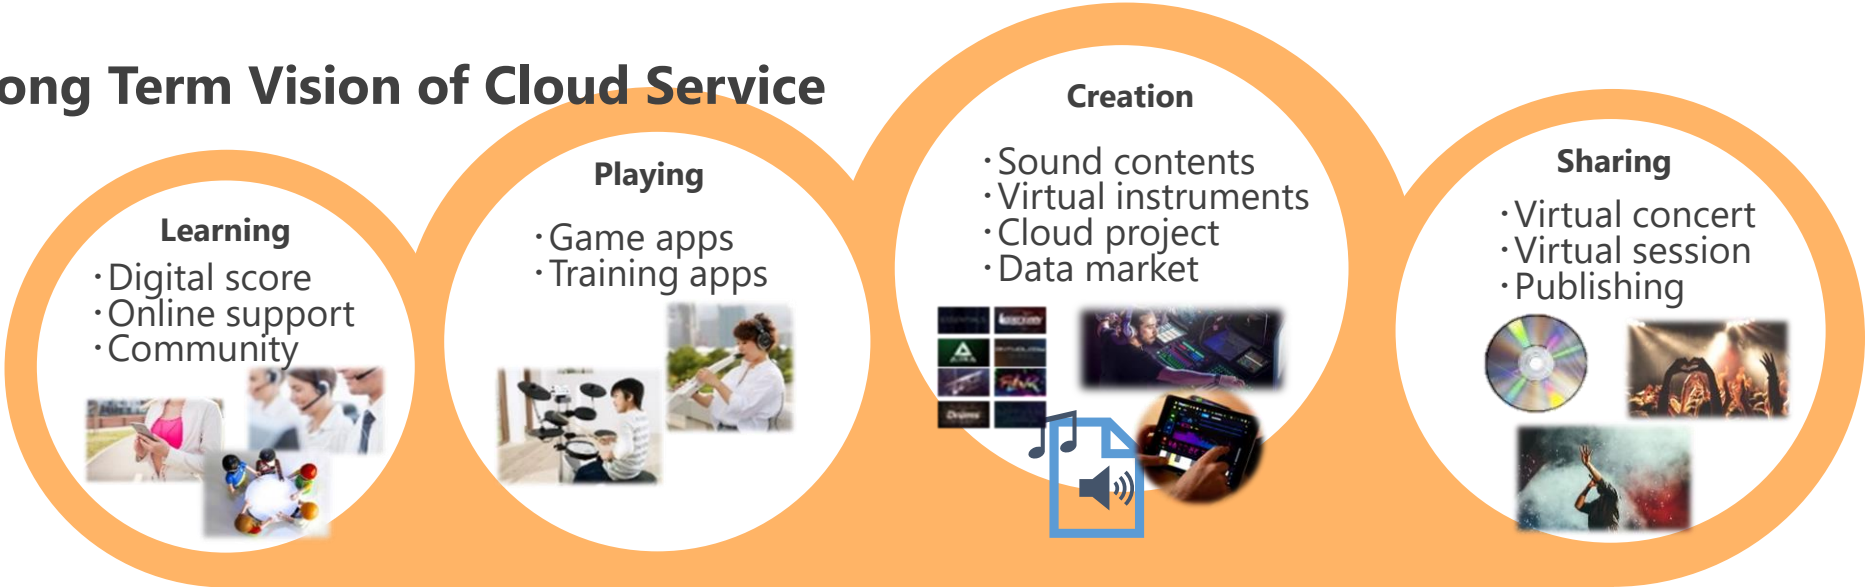 ong Term Vision of Cloud Service
Learning
・Digital score
・Online support
・Community
Playing
・Game apps
・Training apps
Creation
・Sound contents
・Virtual instruments
・Cloud project
・Data market
Drums
Sharing
・Virtual concert
・Virtual session
・Publishing